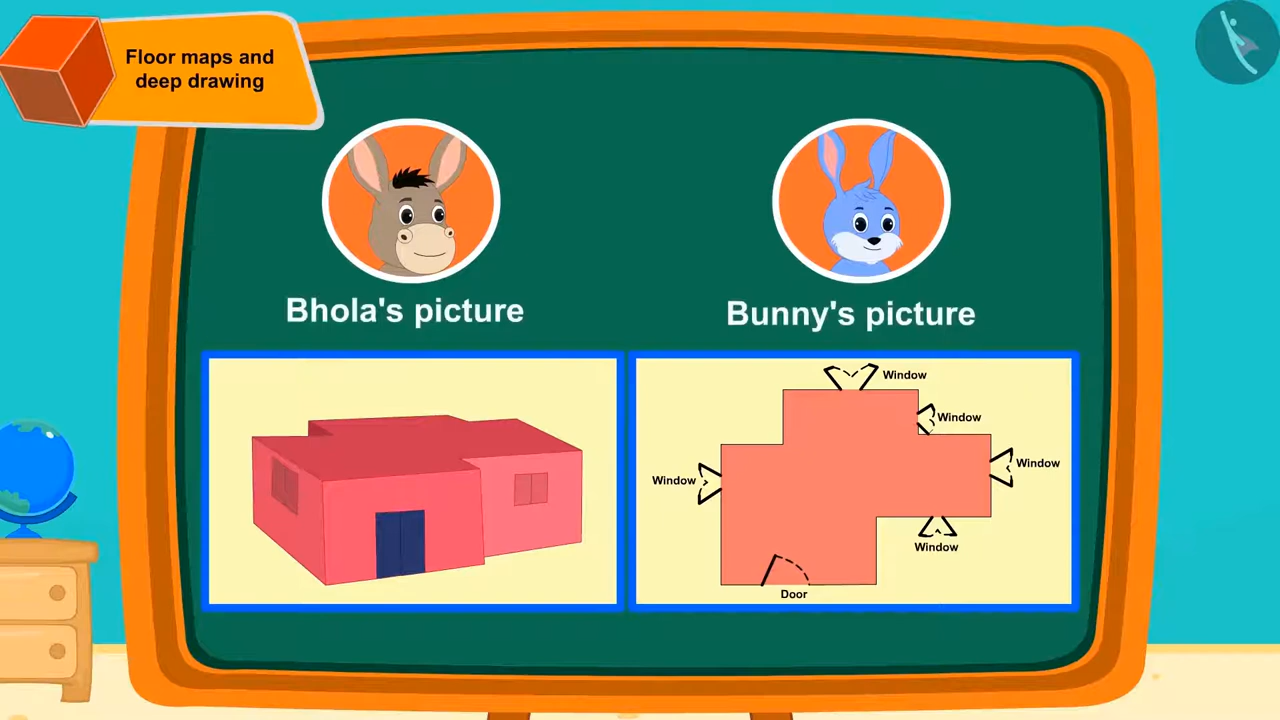 Floor maps and
deep drawing
Bhola's picture
Bunny's picture
Window
Window
Window
Window
Window
Door